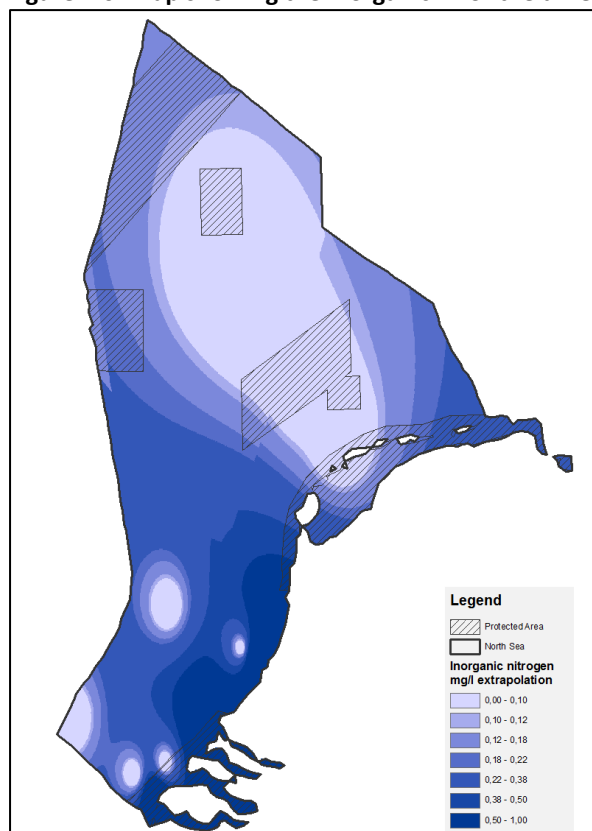 Legend
Protected Area
North Sea
Inorganic nitrogen
mg/l extrapolation
0,00 - 0,10
0,10 - 0,12
0,12 - 0,18
0,18 - 0,22
0,22 - 0,38
0,38 - 0,50
0,50 - 1,00